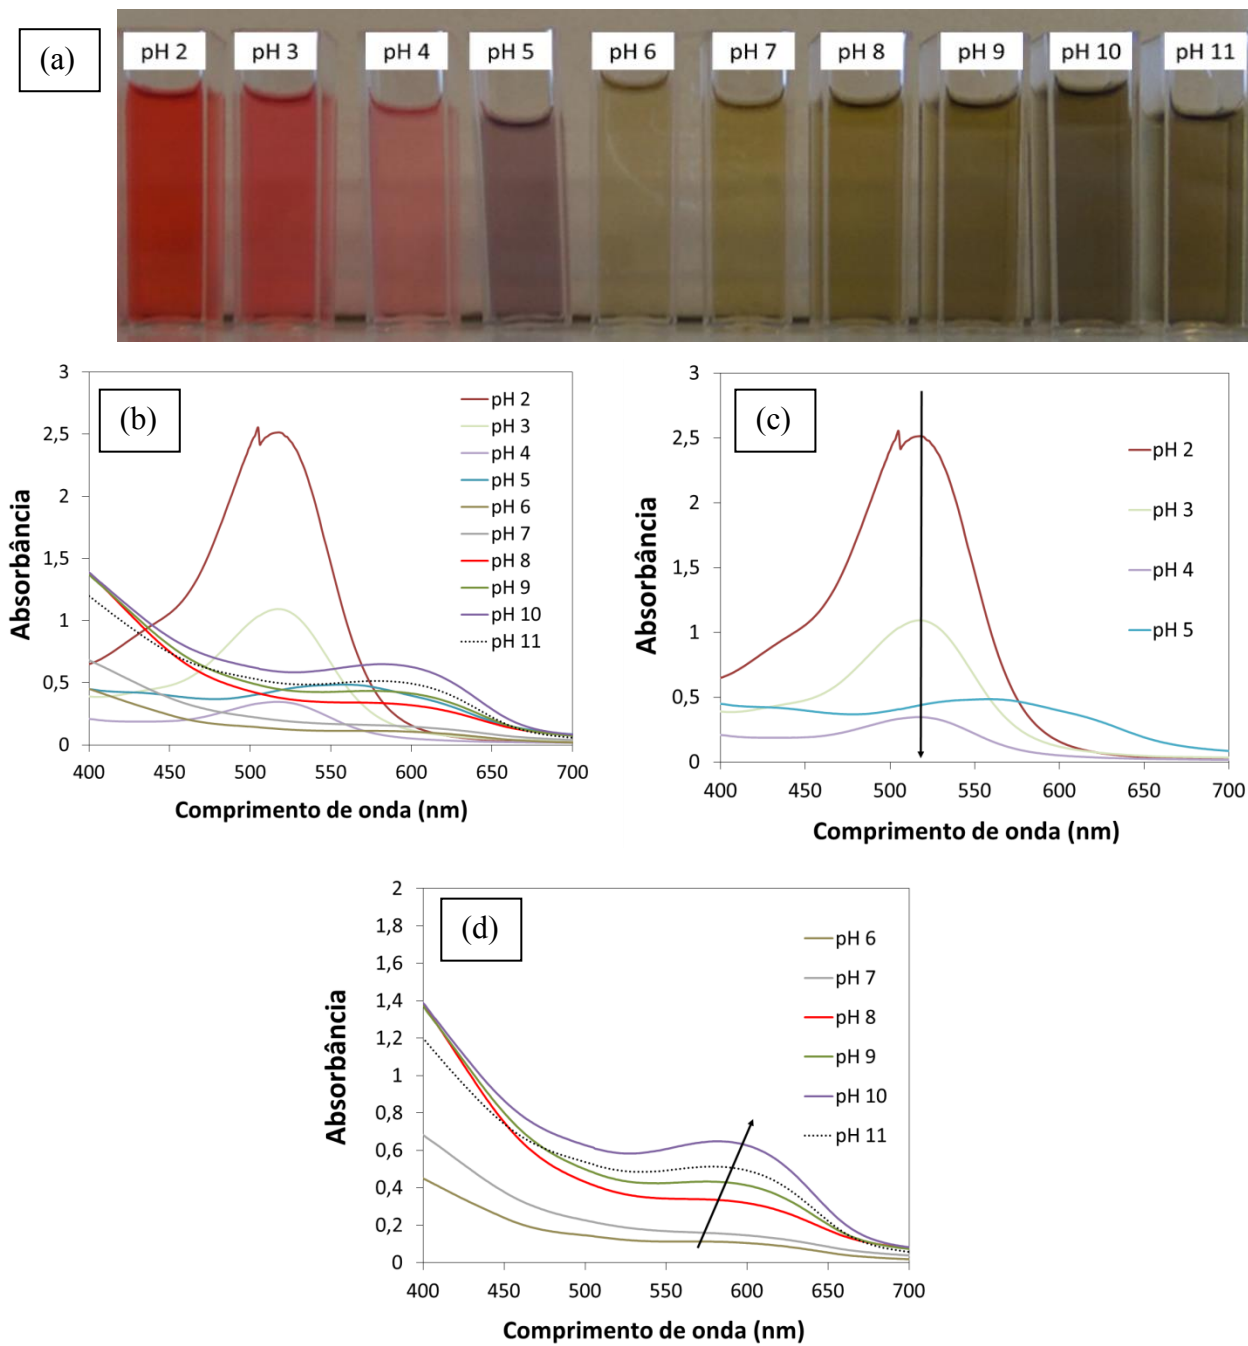 (a)
pH 2 pH 3 pH 4 pH 5 pH 6 pH 7 pH 8 pH 9 pH 10 pH 11
(b)
Absorbância
3
2,5
2
1,5
1
0,5
0
400 450 500 550 600 650 700
Comprimento de onda (nm)
pH 2
pH 3
pH 4
pH 5
pH 6
pH 7
pH 8
pH 9
pH 10
pH 11
(c)
Absorbância
3
2,5
2
1,5
1
0,5
0
400 450 500 550 600 650 700
Comprimento de onda (nm)
pH 2
pH 3
pH 4
pH 5
(d)
Absorbância
2
1,8
1,6
1,4
1,2
1
0,8
0,6
0,4
0,2
0
400 450 500 550 600 650 700
Comprimento de onda (nm)
pH 6
pH 7
pH 8
pH 9
pH 10
pH 11